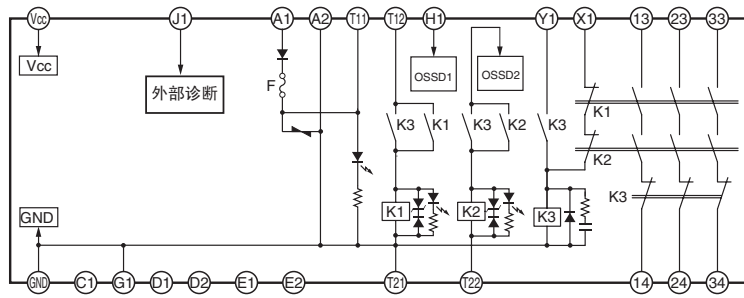 Vcc J1 A1 A2 T11 T12 H1 Y1 X1 13 23 33
Vcc
外部诊断
F
OSSD1
OSSD2
K3 K1 K3 K2 K3
K1
K2
K3
K1 K2 K3
GND
GND C1 G1 D1 D2 E1 E2 T21 T22 14 24 34